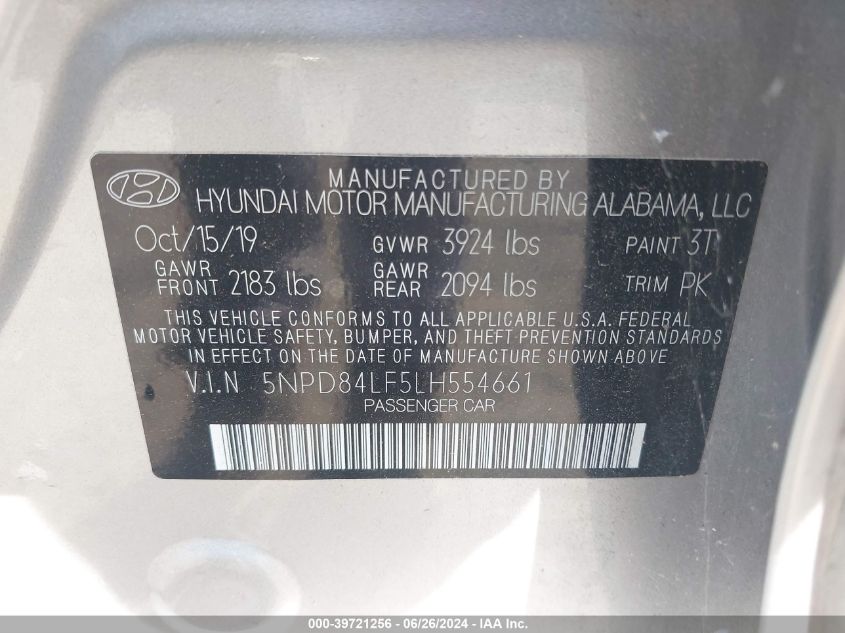 MANUFACTURED BY
HYUNDAI MOTOR MANUFACTURING ALABAMA, LLC
Oct/15/19 GVWR 3924 lbs PAINT 3T
GAWR FRONT 2183 lbs GAWR REAR 2094 lbs TRIM PK
THIS VEHICLE CONFORMS TO ALL APPLICABLE U.S.A. FEDERAL
MOTOR VEHICLE SAFETY, BUMPER, AND THEFT PREVENTION STANDARDS
IN EFFECT ON THE DATE OF MANUFACTURE SHOWN ABOVE.
V.I.N 5NPD84LF5LH554661
PASSENGER CAR
000-39721256 - 06/26/2024 - IAA Inc.